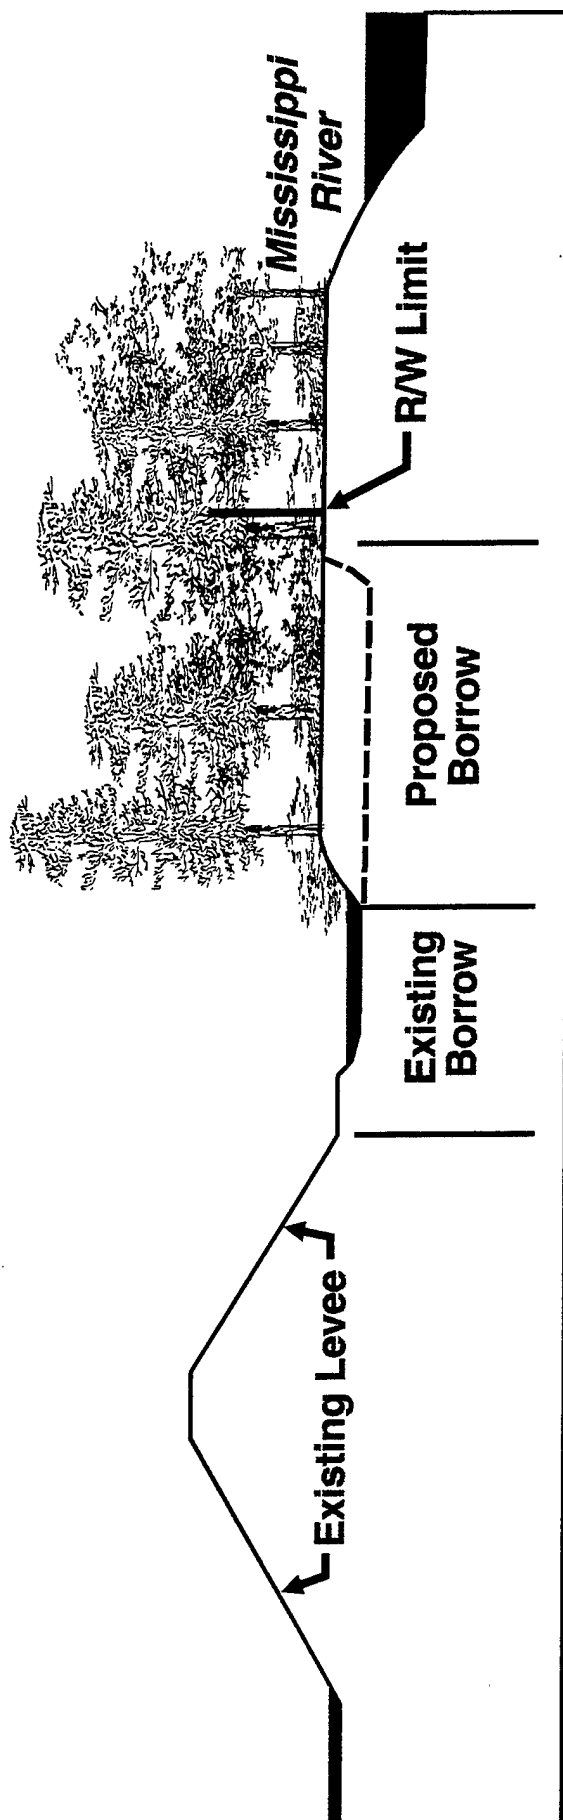 Existing Levee
Existing
Borrow
Proposed
Borrow
R/W Limit
Mississippi
River